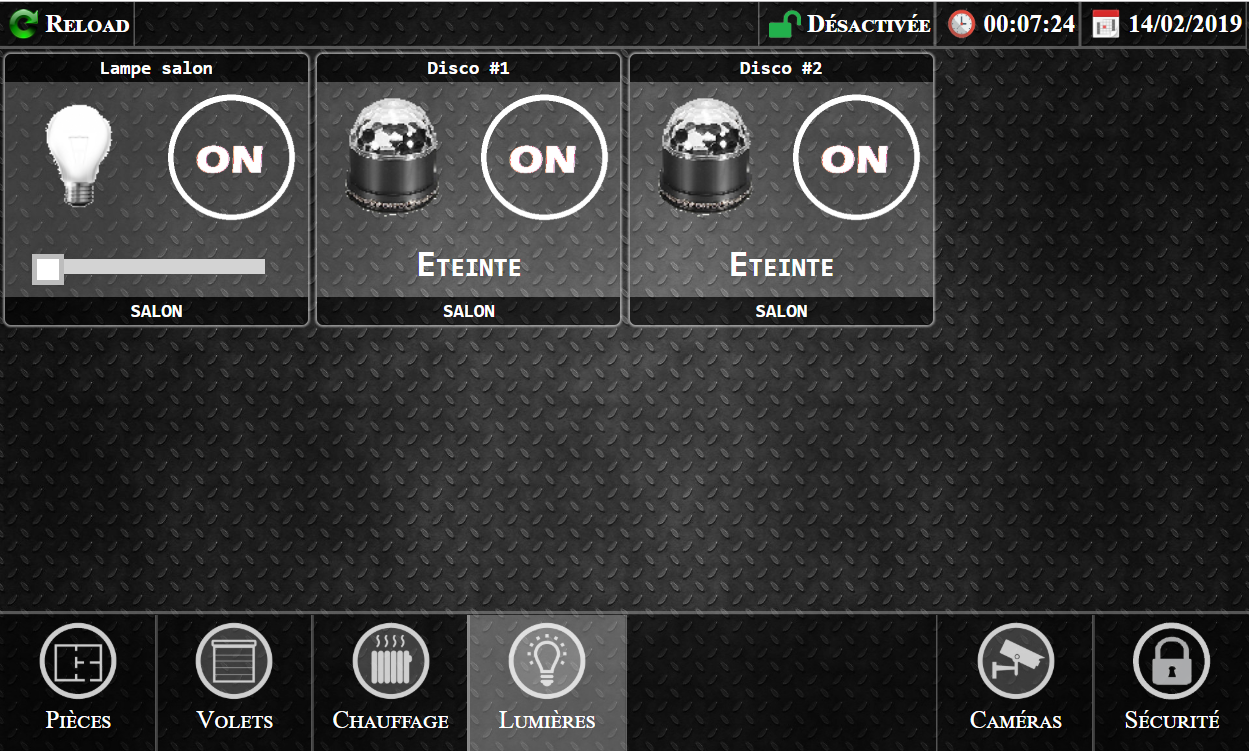 Reload Désactivée 00:07:24 14/02/2019
Lampe salon Disco #1 Disco #2
ON ON ON
Eteinte Eteinte
SALON SALON SALON
Pièces Volets Chauffage Lumières Caméras Sécurité